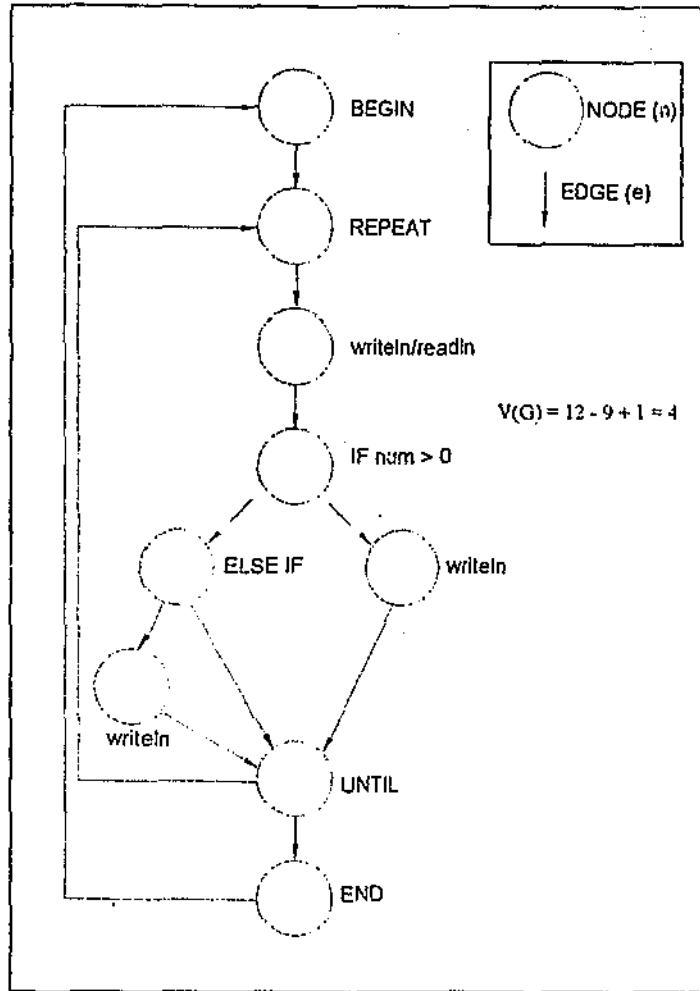 BEGIN
NODE (n)
EDGE (e)
REPEAT
writeln/readln
V(G) = 12 - 9 + 1 = 4
IF num > 0
ELSE IF
writeln
writeln
UNTIL
END